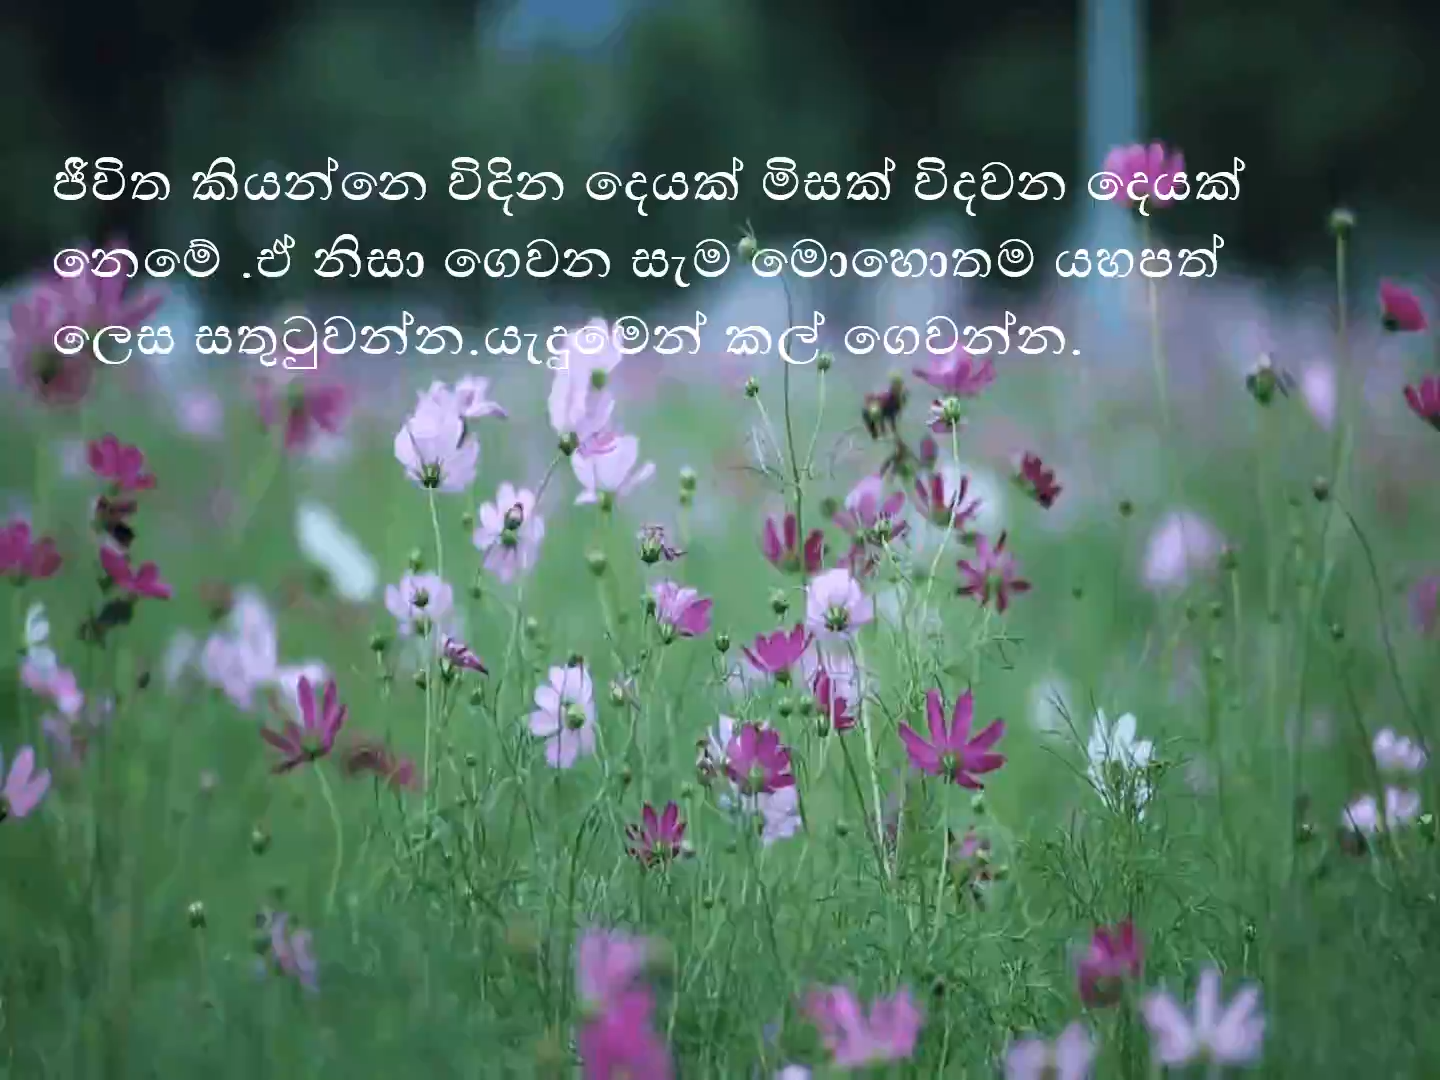 ජීවිත කියන්නෙ විදින දෙයක් මිසක් විදවන දෙයක්
නෙමේ .ඒ නිසා ගෙවන සැම මොහොතම යහපත්
ලෙස සතුටුවන්න.යැදුමෙන් කල් ගෙවන්න.